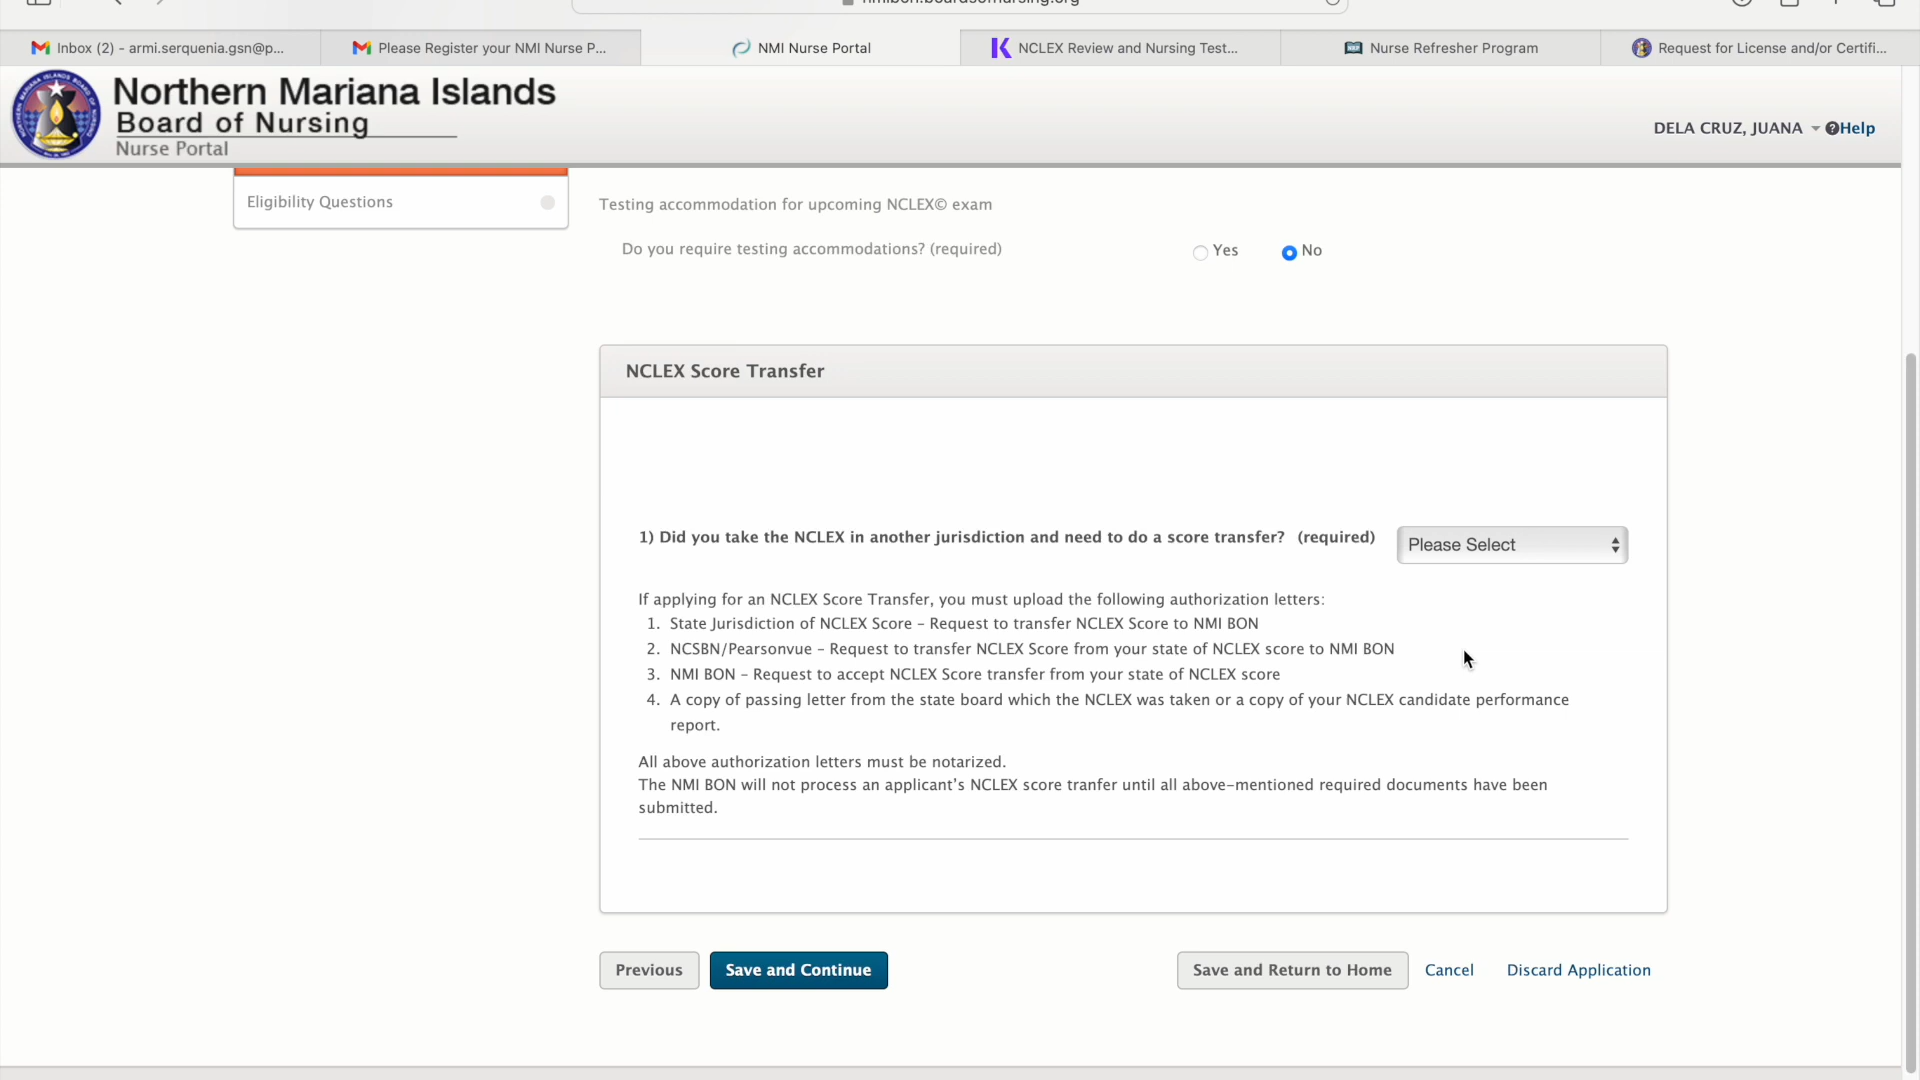 Inbox (2) - armi.serquenia.gsn@p...
Please Register your NMI Nurse P...
NMI Nurse Portal
NCLEX Review and Nursing Test...
Nurse Refresher Program
Request for License and/or Certifi...
Northern Mariana Islands
Board of Nursing
Nurse Portal
DELA CRUZ, JUANA
Help
Eligibility Questions
Testing accommodation for upcoming NCLEX© exam
Do you require testing accommodations? (required)
Yes
No
NCLEX Score Transfer
1) Did you take the NCLEX in another jurisdiction and need to do a score transfer? (required)
Please Select
If applying for an NCLEX Score Transfer, you must upload the following authorization letters:
1. State Jurisdiction of NCLEX Score – Request to transfer NCLEX Score to NMI BON
2. NCSBN/Pearsonvue – Request to transfer NCLEX Score from your state of NCLEX score to NMI BON
3. NMI BON – Request to accept NCLEX Score transfer from your state of NCLEX score
4. A copy of passing letter from the state board which the NCLEX was taken or a copy of your NCLEX candidate performance
report.
All above authorization letters must be notarized.
The NMI BON will not process an applicant's NCLEX score tranfer until all above-mentioned required documents have been
submitted.
Previous
Save and Continue
Save and Return to Home
Cancel
Discard Application